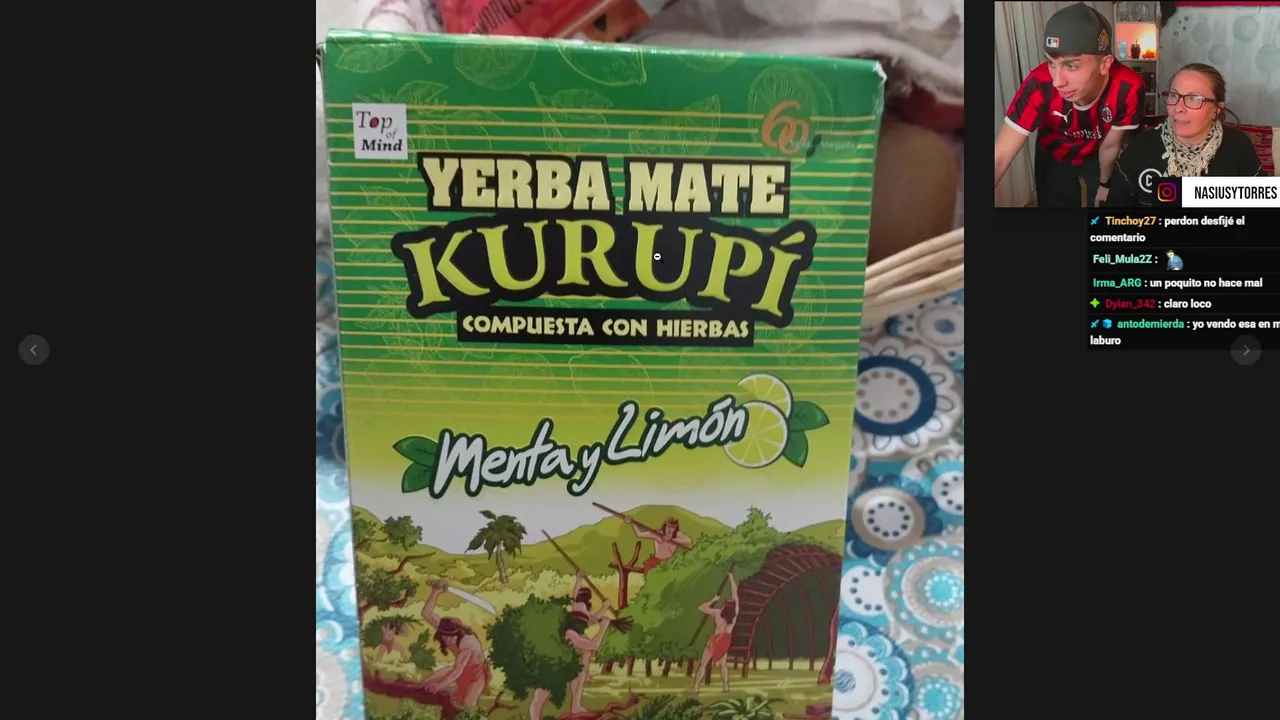 Top
of
Mind
60
YERBA MATE
KURUPÍ
COMPUESTA CON HIERBAS
Menta y Limón
NASIUSYTORRES
Tinchoy27 : perdon desfijé el
comentario
Feli_Mula2Z :
Irma_ARG : un poquito no hace mal
Dylan_342 : claro loco
antodemierda : yo vendo esa en m
laburo